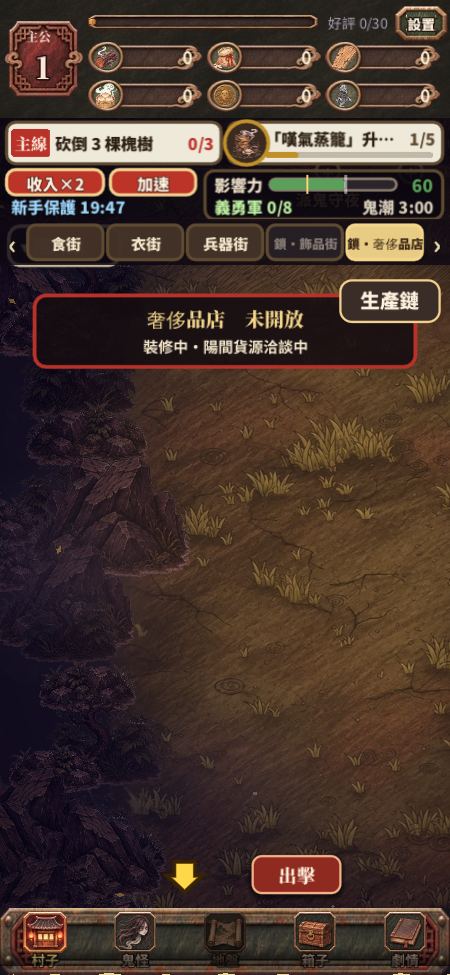 主公
1
好評 0/30
設置
0
0
0
0
0
0
主線 砍倒 3 棵槐樹 0/3
「嘆氣蒸籠」升… 1/5
收入×2
加速
影響力 60
新手保護 19:47
義勇軍 0/8 鬼潮 3:00
‹
食街
衣街
兵器街
鎖・飾品街
鎖・奢侈品店
›
生產鏈
奢侈品店 未開放
裝修中・陽間貨源洽談中
出擊
村子
鬼怪
地盤
箱子
劇情